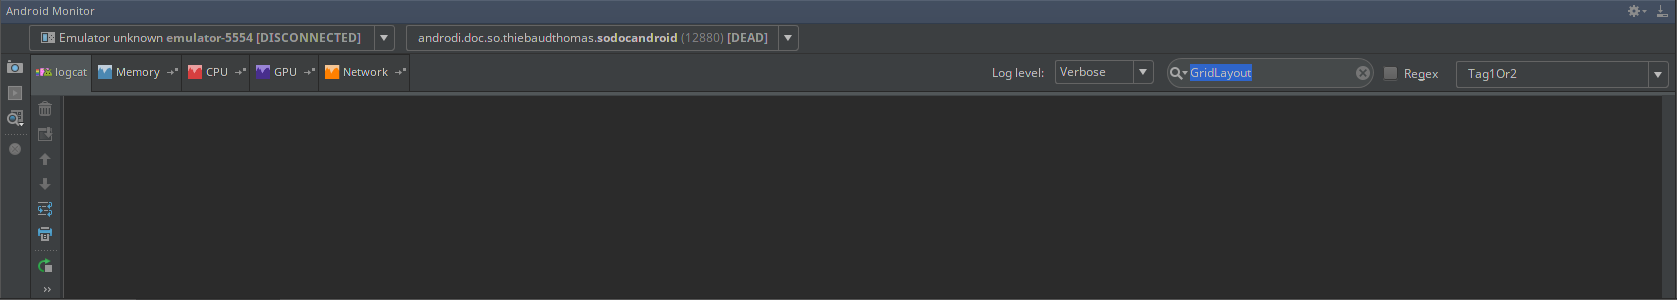 Android Monitor
Emulator unknown emulator-5554 [DISCONNECTED] androdi.doc.so.thiebaudthomas.sodocandroid (12880) [DEAD]
logcat Memory CPU GPU Network Log level: Verbose GridLayout Regex Tag1Or2